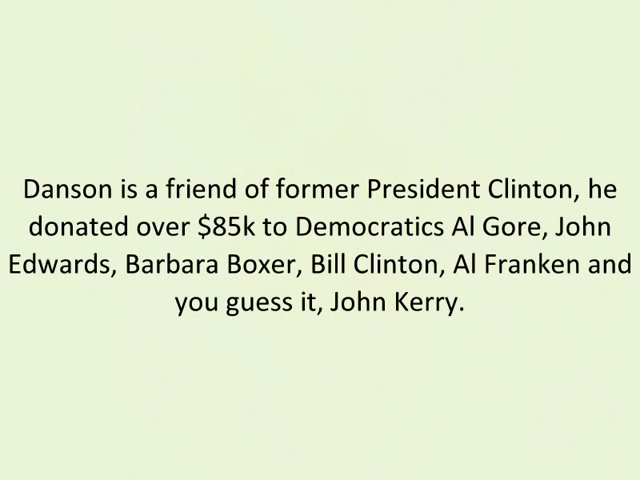 Danson is a friend of former President Clinton, he
donated over $85k to Democratics Al Gore, John
Edwards, Barbara Boxer, Bill Clinton, Al Franken and
you guess it, John Kerry.